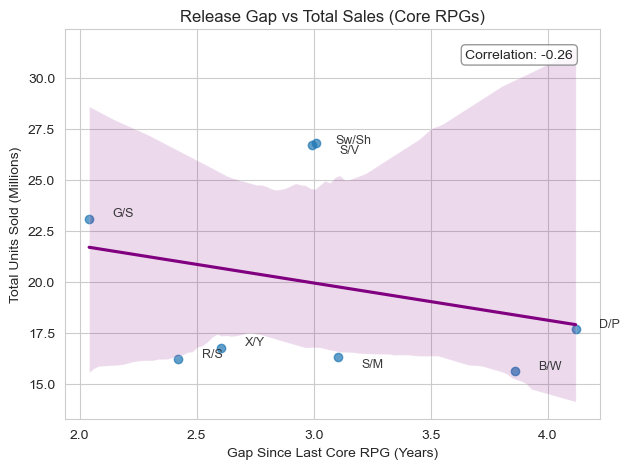 Release Gap vs Total Sales (Core RPGs)
Correlation: -0.26
Total Units Sold (Millions)
30.0
27.5
25.0
22.5
20.0
17.5
15.0
Sw/Sh
S/V
G/S
D/P
X/Y
R/S
S/M
B/W
2.0
2.5
3.0
3.5
4.0
Gap Since Last Core RPG (Years)